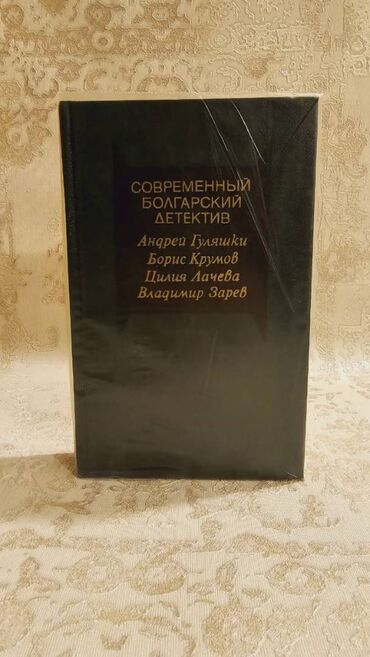 СОВРЕМЕННЫЙ
БОЛГАРСКИЙ
ДЕТЕКТИВ
Андрей Гуляшки
Борис Крумов
Цилия Лачева
Владимир Зарев